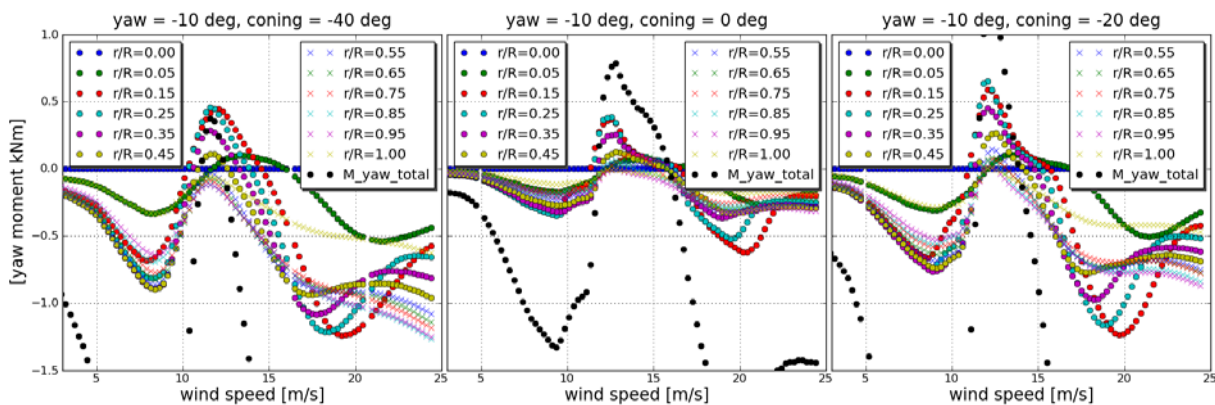 yaw = -10 deg, coning = -40 deg
yaw = -10 deg, coning = 0 deg
yaw = -10 deg, coning = -20 deg
[yaw moment kNm]
1.0
0.5
0.0
-0.5
-1.0
-1.5
r/R=0.00
r/R=0.05
r/R=0.15
r/R=0.25
r/R=0.35
r/R=0.45
r/R=0.55
r/R=0.65
r/R=0.75
r/R=0.85
r/R=0.95
r/R=1.00
M_yaw_total
5 10 15 20 25
wind speed [m/s]
r/R=0.00
r/R=0.05
r/R=0.15
r/R=0.25
r/R=0.35
r/R=0.45
r/R=0.55
r/R=0.65
r/R=0.75
r/R=0.85
r/R=0.95
r/R=1.00
M_yaw_total
5 10 15 20 25
wind speed [m/s]
r/R=0.00
r/R=0.05
r/R=0.15
r/R=0.25
r/R=0.35
r/R=0.45
r/R=0.55
r/R=0.65
r/R=0.75
r/R=0.85
r/R=0.95
r/R=1.00
M_yaw_total
5 10 15 20 25
wind speed [m/s]